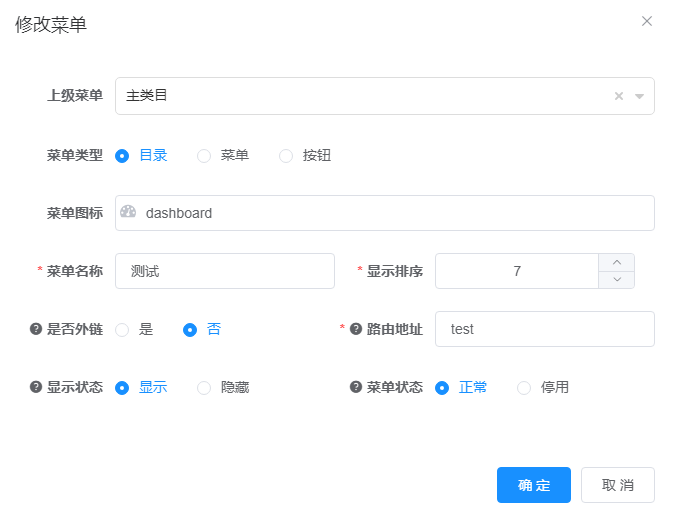 修改菜单
上级菜单 主类目
菜单类型 目录 菜单 按钮
菜单图标 dashboard
* 菜单名称 测试 * 显示排序 7
? 是否外链 是 否 * ? 路由地址 test
? 显示状态 显示 隐藏 ? 菜单状态 正常 停用
确 定 取 消